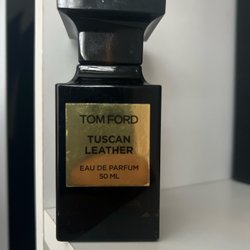 TOM FORD
TUSCAN
LEATHER
EAU DE PARFUM
50 ML